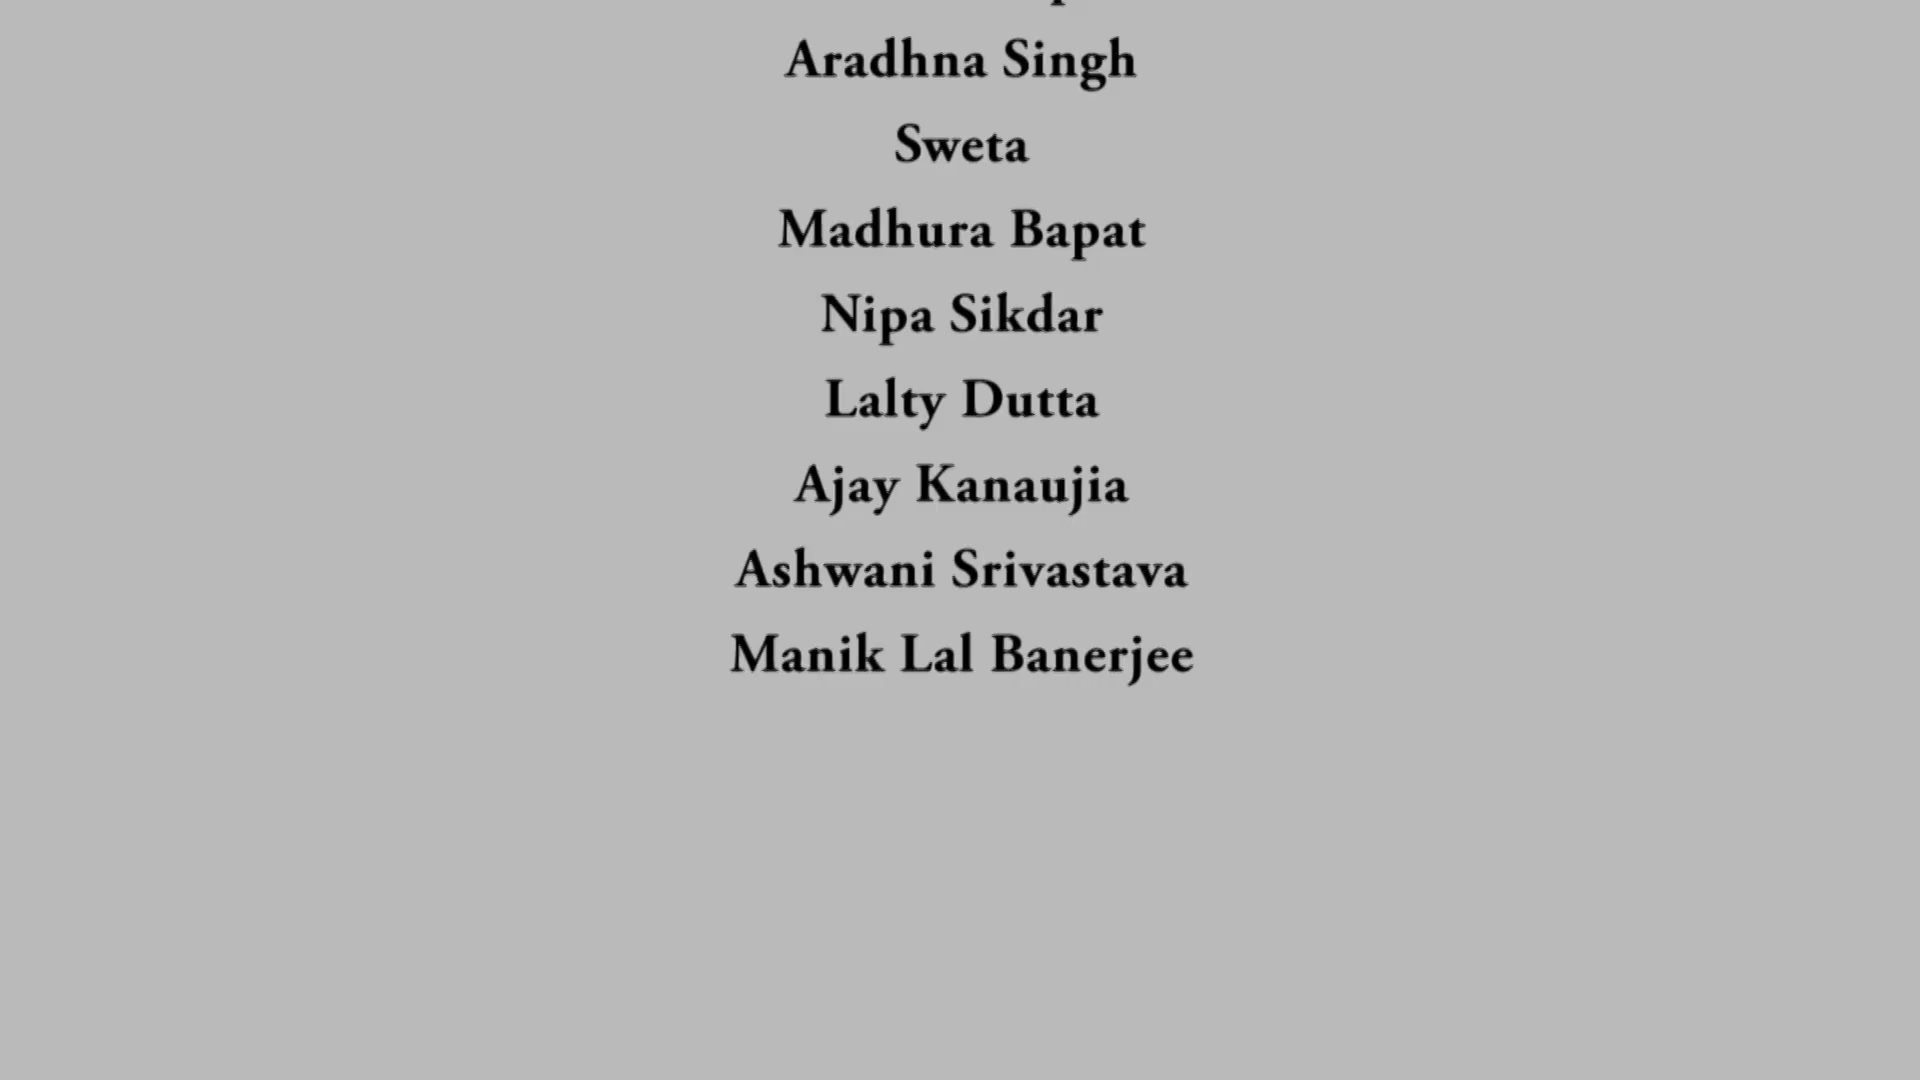 Aradhna Singh
Sweta
Madhura Bapat
Nipa Sikdar
Lalty Dutta
Ajay Kanaujia
Ashwani Srivastava
Manik Lal Banerjee